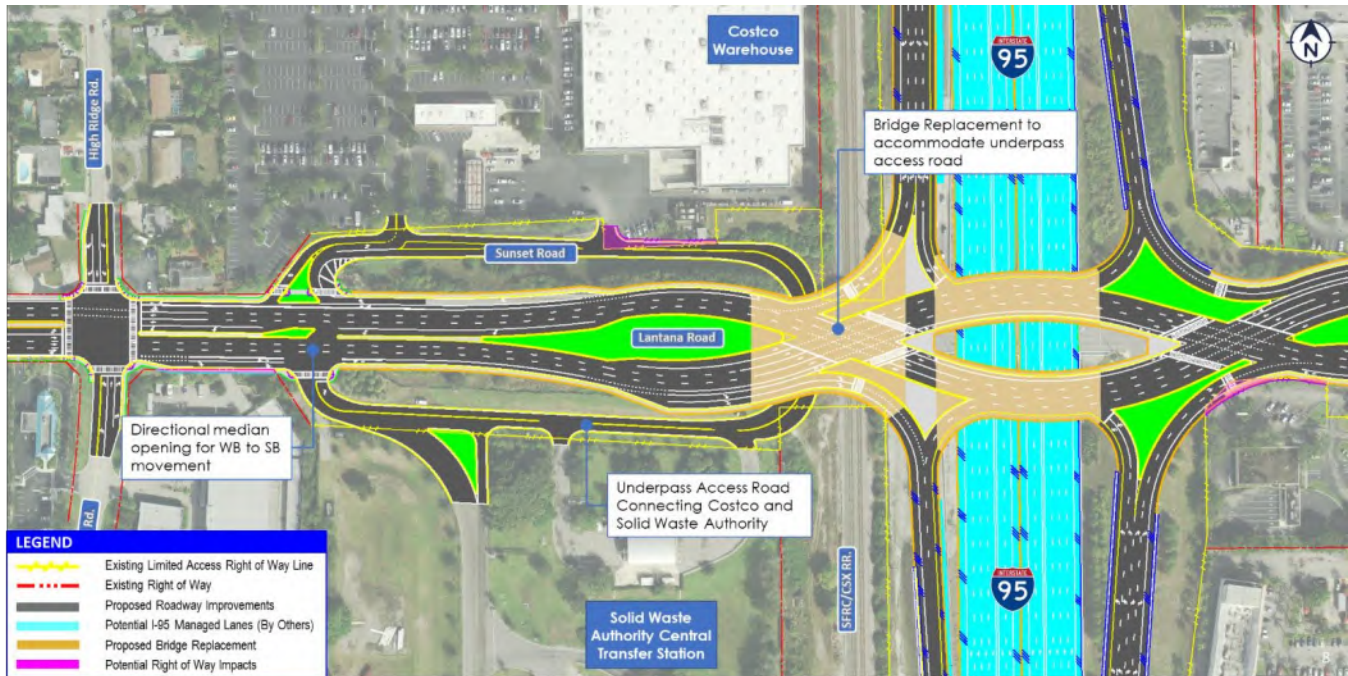 Costco
Warehouse
INTERSTATE
95
N
High Ridge Rd.
Bridge Replacement to
accommodate underpass
access road
Sunset Road
Lantana Road
Directional median
opening for WB to SB
movement
Underpass Access Road
Connecting Costco and
Solid Waste Authority
Rd.
SFRC/CSX RR.
INTERSTATE
95
Solid Waste
Authority Central
Transfer Station
LEGEND
Existing Limited Access Right of Way Line
Existing Right of Way
Proposed Roadway Improvements
Potential I-95 Managed Lanes (By Others)
Proposed Bridge Replacement
Potential Right of Way Impacts
8